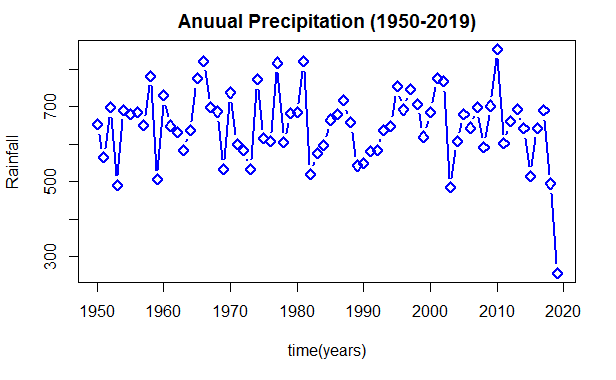 Anuual Precipitation (1950-2019)
Rainfall
700
500
300
1950 1960 1970 1980 1990 2000 2010 2020
time(years)